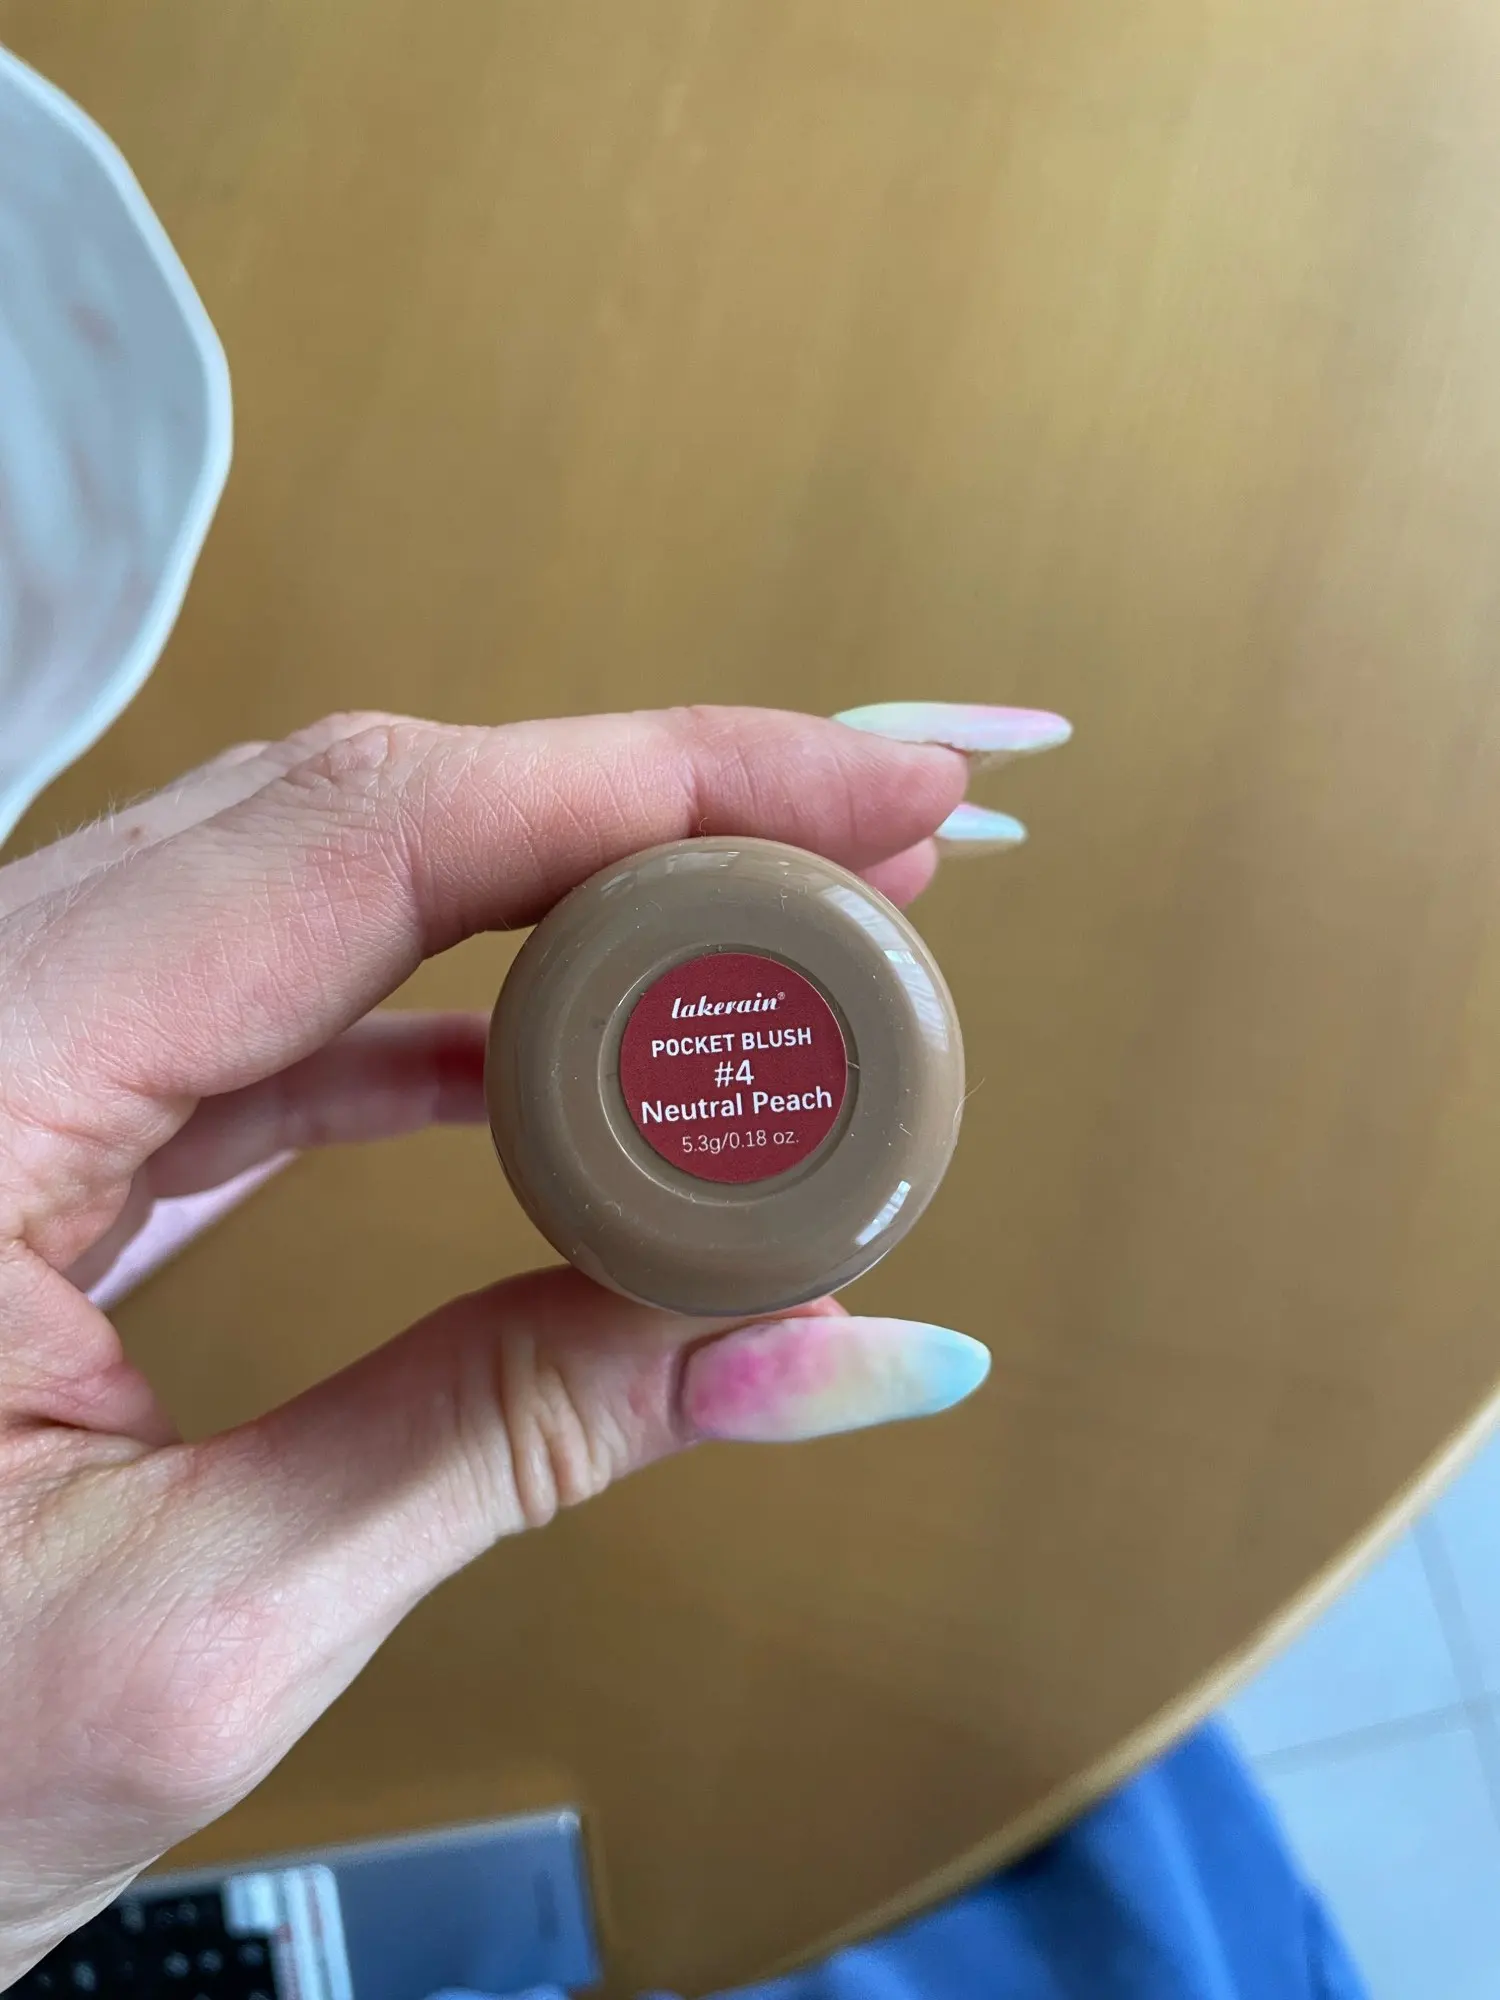 lakerain®
POCKET BLUSH
#4
Neutral Peach
5.3g/0.18 oz.